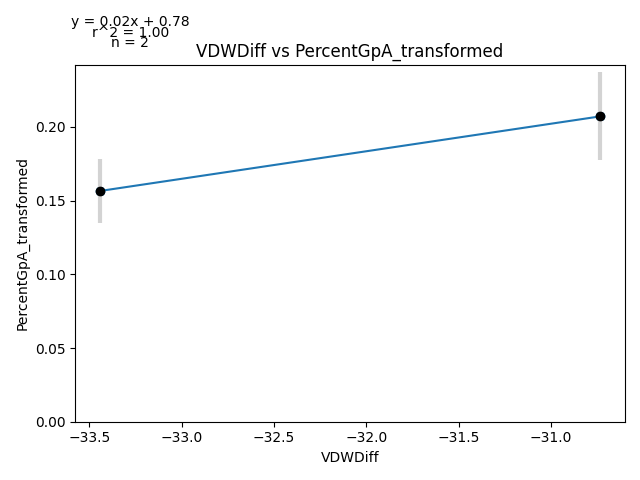 y = 0.02x + 0.78
r^2 = 1.00
n = 2
VDWDiff vs PercentGpA_transformed
PercentGpA_transformed
0.20
0.15
0.10
0.05
0.00
−33.5 −33.0 −32.5 −32.0 −31.5 −31.0
VDWDiff